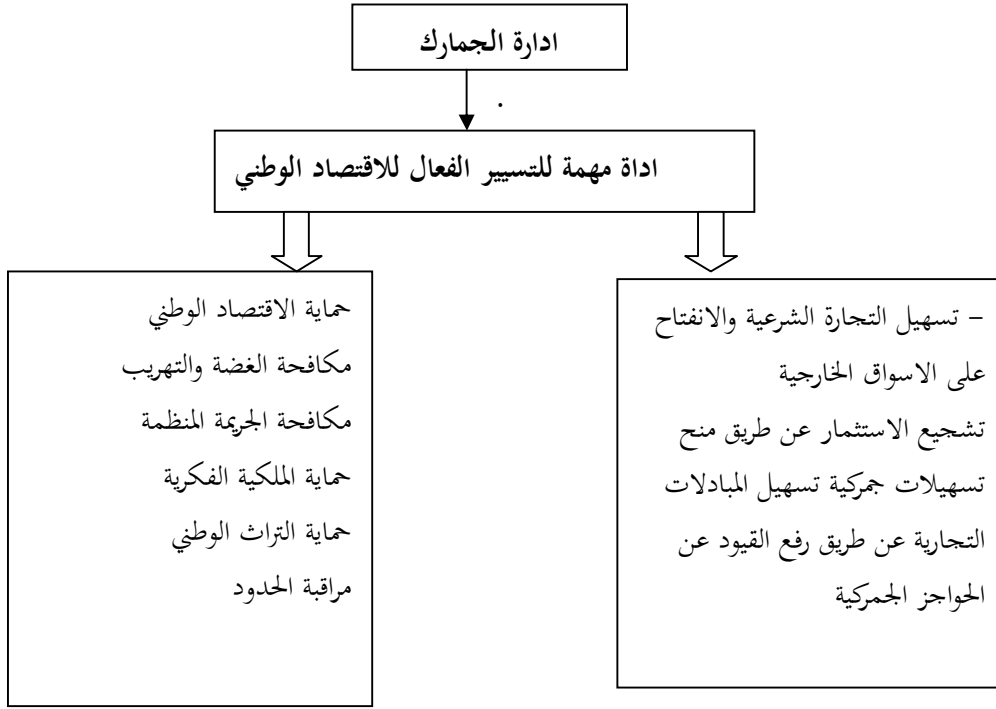 ادارة الجمارك
.
اداة مهمة للتسيير الفعال للاقتصاد الوطني
– تسهيل التجارة الشرعية والانفتاح
على الاسواق الخارجية
تشجيع الاستثمار عن طريق منح
تسهيلات جمركية تسهيل المبادلات
التجارية عن طريق رفع القيود عن
الحواجز الجمركية
حماية الاقتصاد الوطني
مكافحة الغضة والتهريب
مكافحة الجريمة المنظمة
حماية الملكية الفكرية
حماية التراث الوطني
مراقبة الحدود